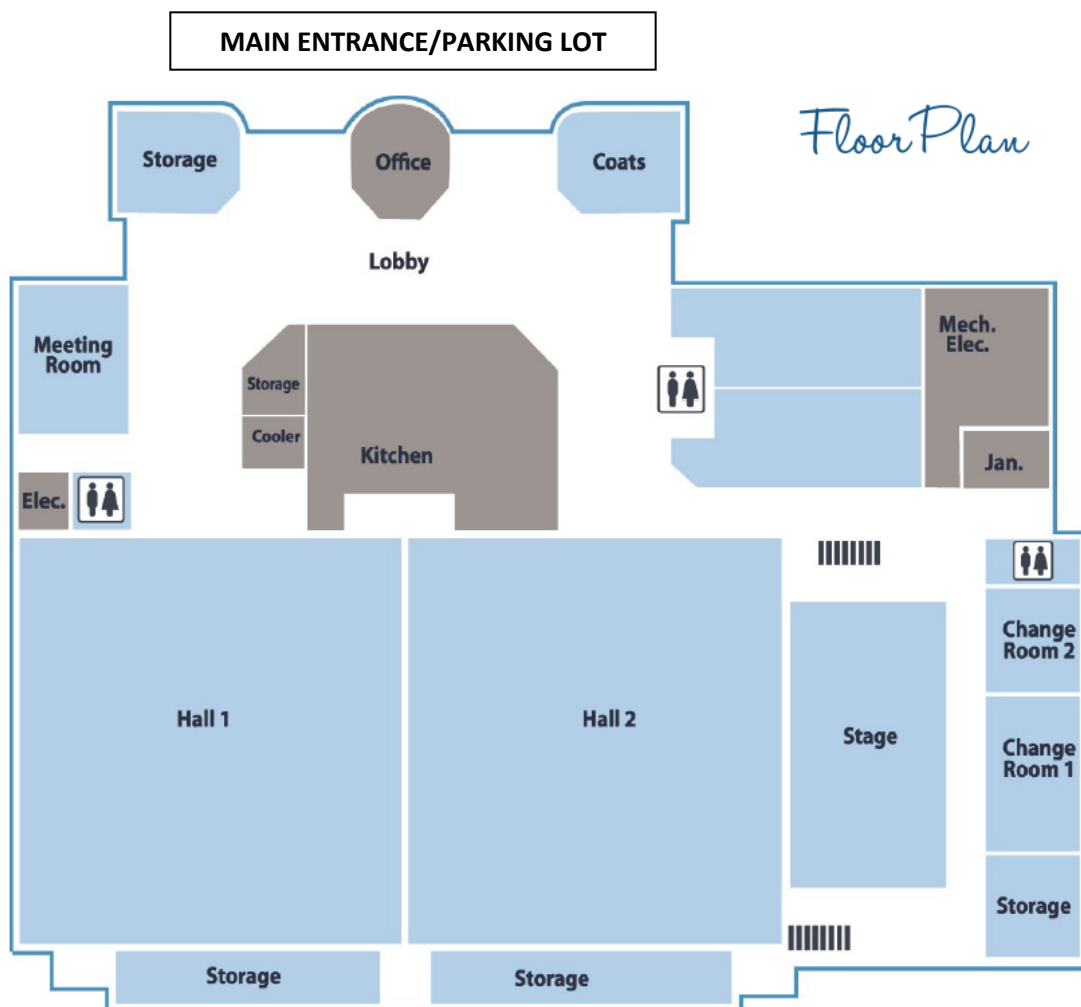 MAIN ENTRANCE/PARKING LOT
Floor Plan
Storage
Office
Coats
Lobby
Meeting
Room
Mech.
Elec.
Storage
Cooler
Kitchen
Jan.
Elec.
Change
Room 2
Hall 1
Hall 2
Stage
Change
Room 1
Storage
Storage
Storage